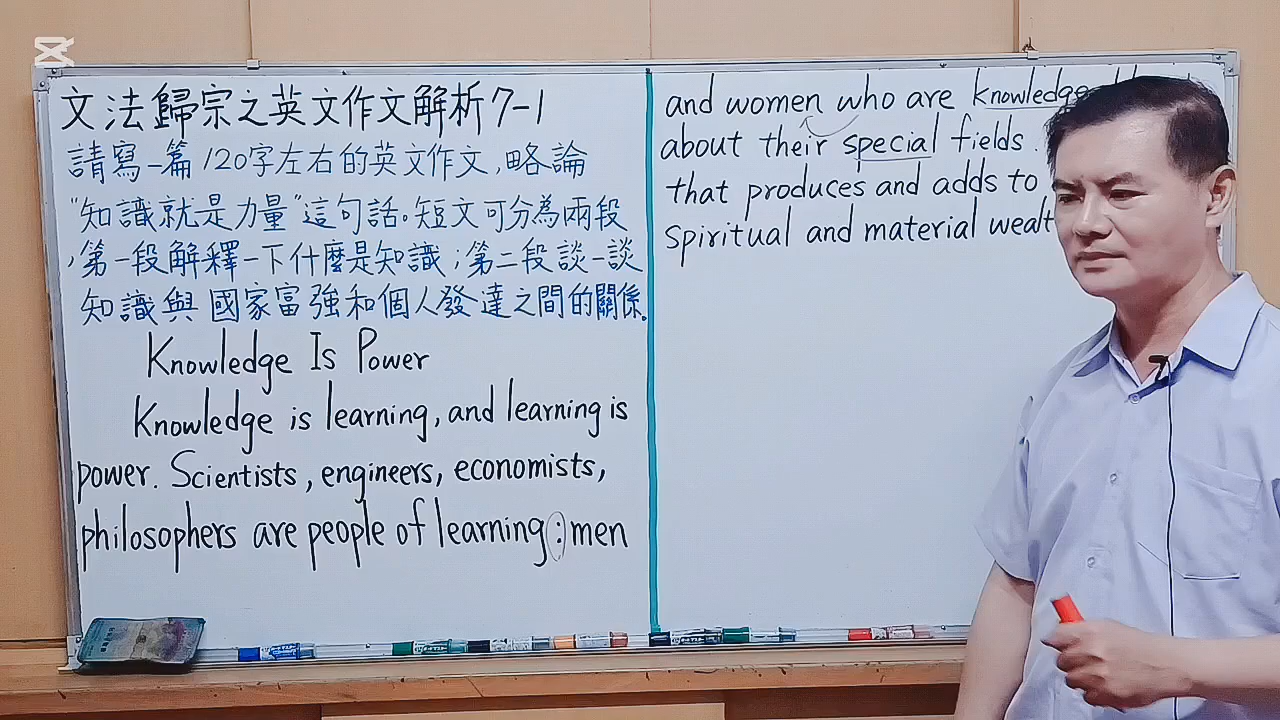 文法歸宗之英文作文解析7-1
請寫一篇120字左右的英文作文,略論
"知識就是力量"這句話。短文可分為兩段
,第一段解釋一下什麼是知識;第二段談一談
知識與國家富強和個人發達之間的關係。
Knowledge Is Power
Knowledge is learning, and learning is
power. Scientists, engineers, economists,
philosophers are people of learning:men
and women who are knowledge
about their special fields.
that produces and adds to
spiritual and material wealt